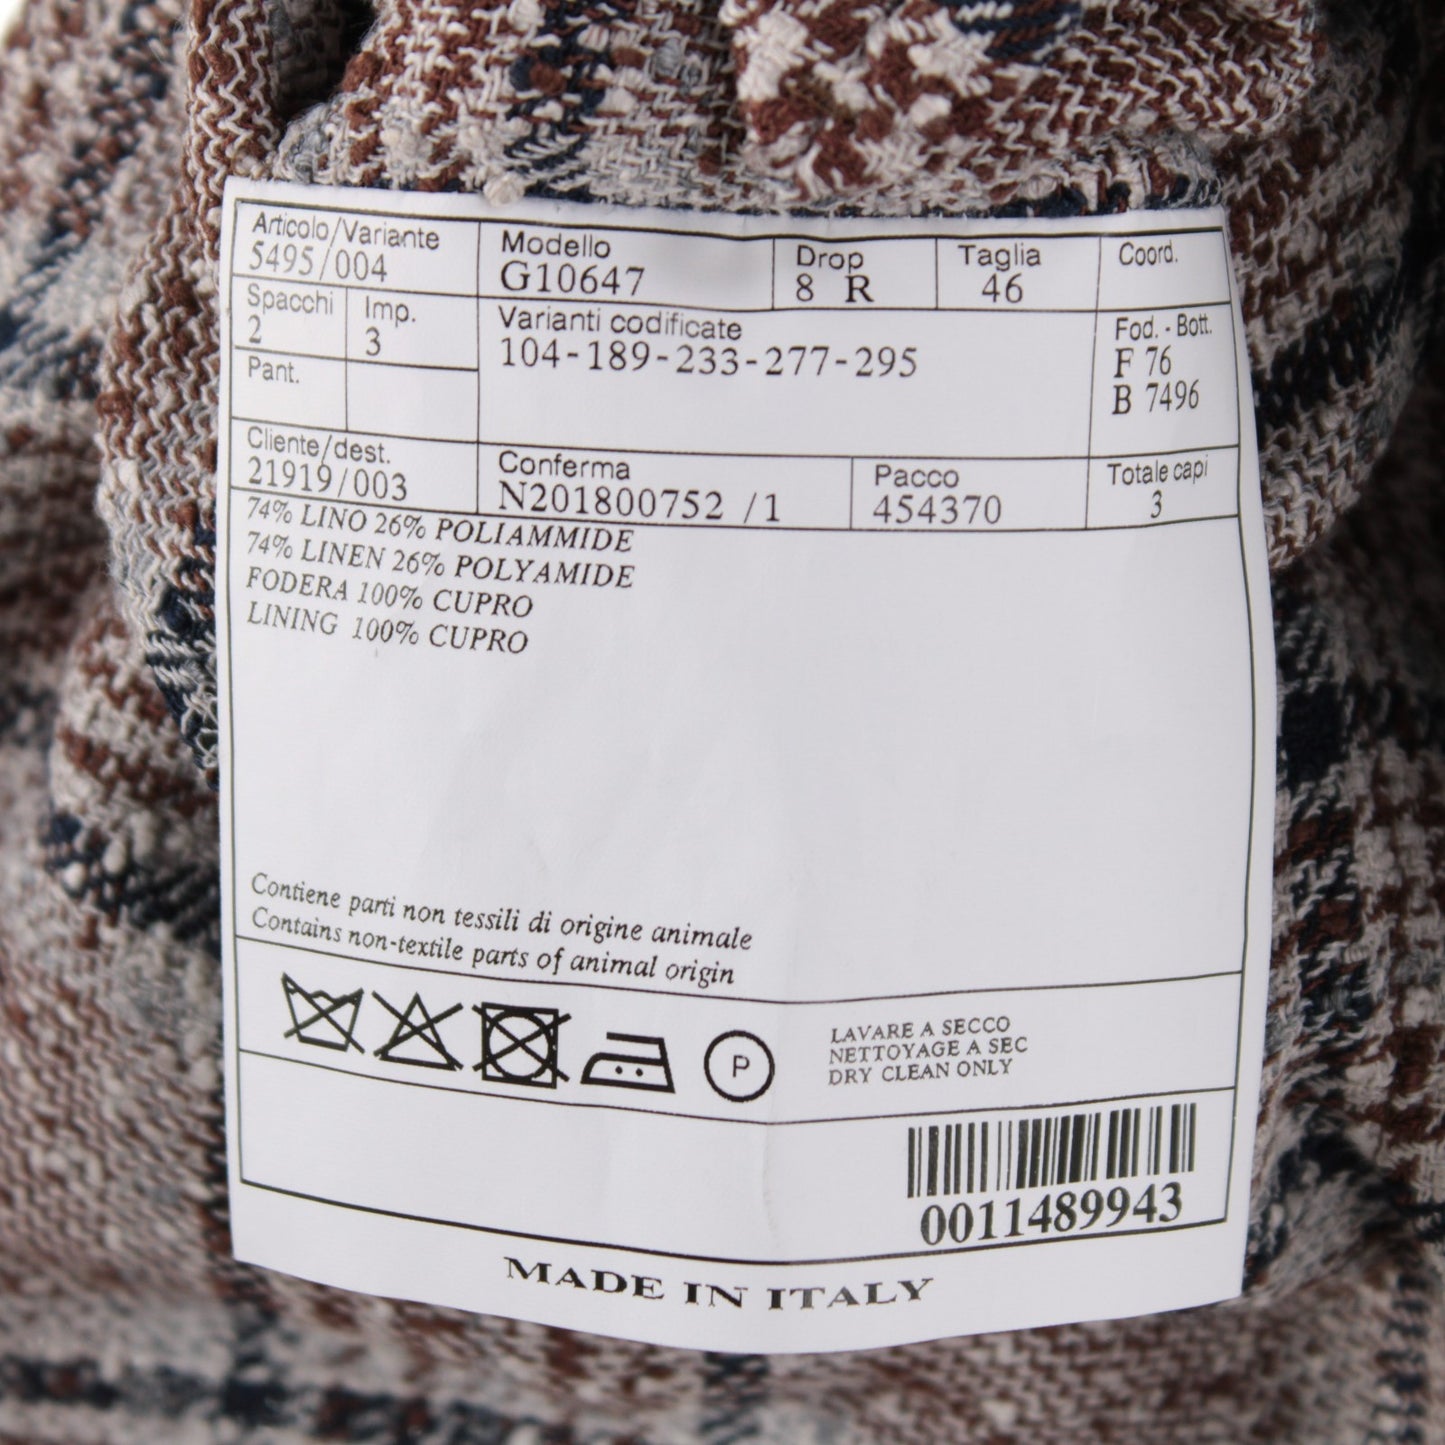 Articolo/Variante Modello Drop Taglia Coord.
5495/004 G10647 8 R 46
Spacchi Imp. Varianti codificate Fod. - Bott.
2 3 104-189-233-277-295 F 76
Pant. B 7496
Cliente/dest. Conferma Pacco Totale capi
21919/003 N201800752 /1 454370 3
74% LINO 26% POLIAMMIDE
74% LINEN 26% POLYAMIDE
FODERA 100% CUPRO
LINING 100% CUPRO
Contiene parti non tessili di origine animale
Contains non-textile parts of animal origin
P
LAVARE A SECCO
NETTOYAGE A SEC
DRY CLEAN ONLY
0011489943
MADE IN ITALY